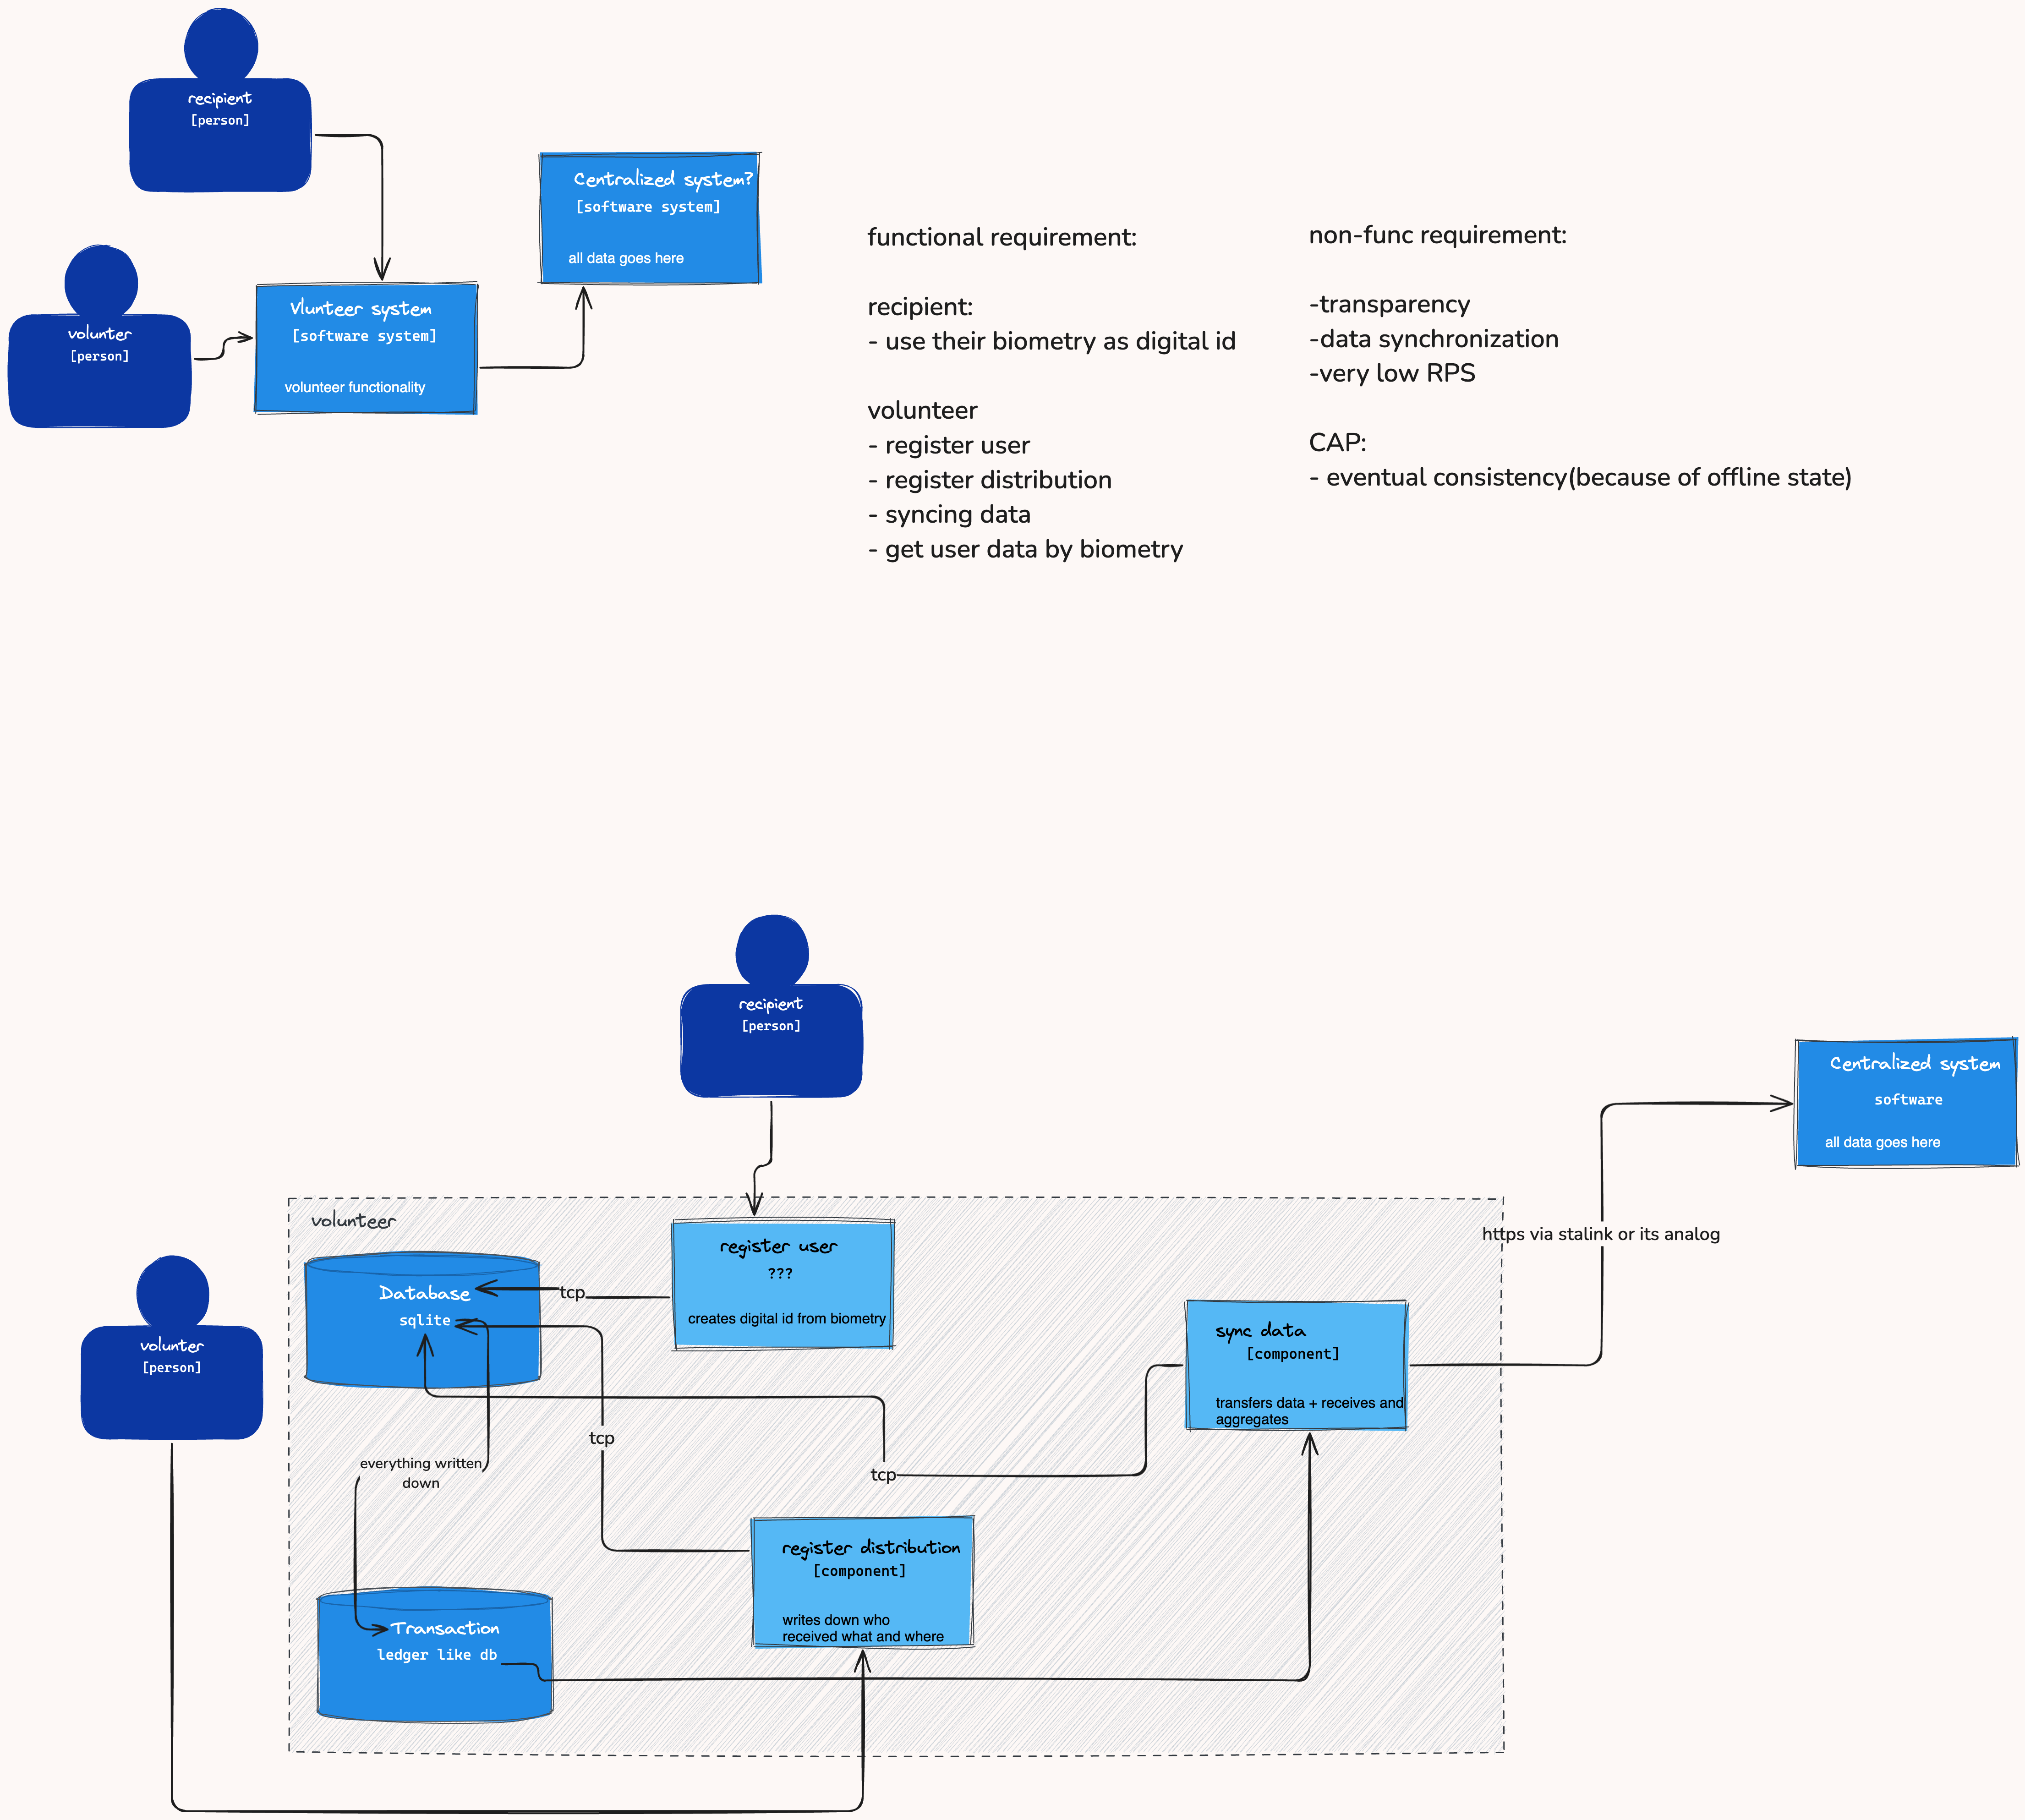 recipient
[person]
volunter
[person]
Vlunteer system
[software system]
volunteer functionality
Centralized system?
[software system]
all data goes here
functional requirement:
recipient:
- use their biometry as digital id
volunteer
- register user
- register distribution
- syncing data
- get user data by biometry
non-func requirement:
-transparency
-data synchronization
-very low RPS
CAP:
- eventual consistency(because of offline state)
recipient
[person]
Centralized system
software
all data goes here
https via stalink or its analog
volunteer
register user
???
creates digital id from biometry
tcp
Database
sqlite
volunter
[person]
sync data
[component]
transfers data + receives and
aggregates
tcp
everything written
down
tcp
register distribution
[component]
writes down who
received what and where
Transaction
ledger like db